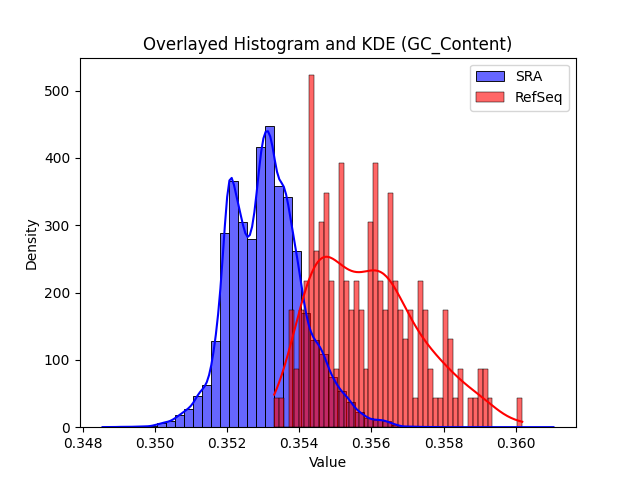 Overlayed Histogram and KDE (GC_Content)
SRA
RefSeq
500
400
300
200
100
0
Density
0.348 0.350 0.352 0.354 0.356 0.358 0.360
Value